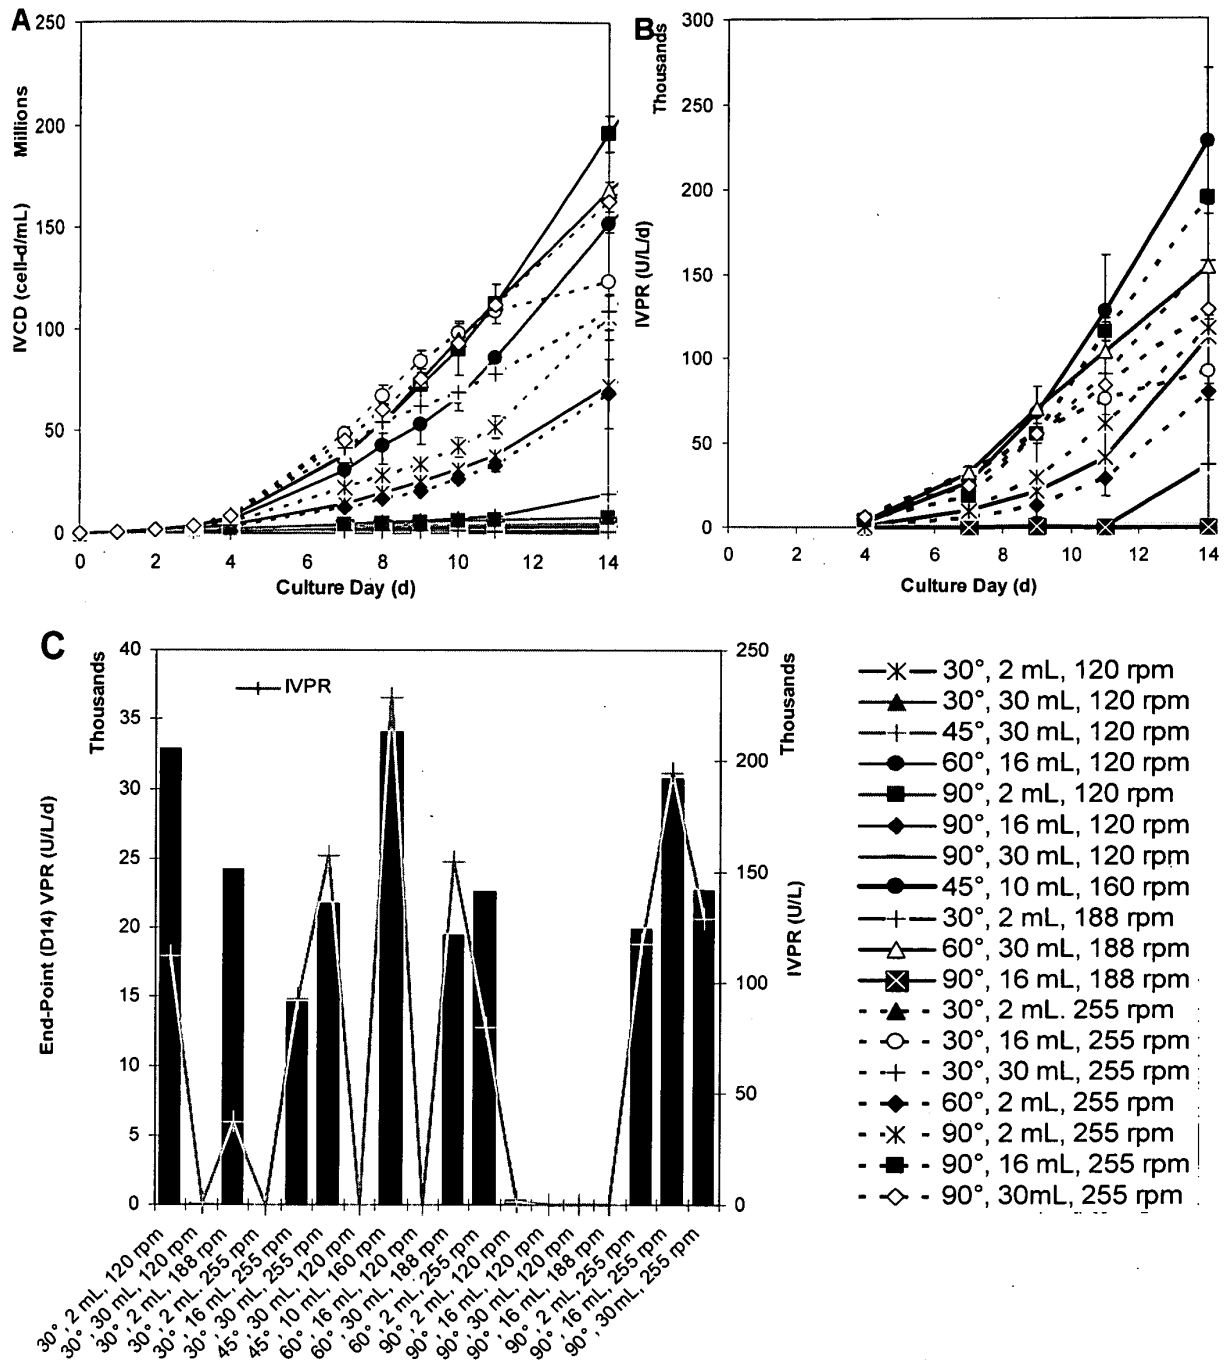 A
Millions
IVCD (cell-d/mL)
250
200
150
100
50
0
0 2 4 6 8 10 12 14
Culture Day (d)
B
Thousands
IVPR (U/L/d)
300
250
200
150
100
50
0
0 2 4 6 8 10 12 14
Culture Day (d)
C
Thousands
End-Point (D14) VPR (U/L/d)
40
35
30
25
20
15
10
5
0
IVPR
250
200
150
100
50
0
Thousands
IVPR (U/L)
30°, 2 mL, 120 rpm
30°, 30 mL, 120 rpm
30°, 2 mL, 188 rpm
30°, 2 mL, 255 rpm
30°, 16 mL, 255 rpm
30°, 30 mL, 255 rpm
45°, 30 mL, 120 rpm
45°, 10 mL, 160 rpm
60°, 16 mL, 120 rpm
60°, 30 mL, 188 rpm
60°, 2 mL, 255 rpm
90°, 2 mL, 120 rpm
90°, 16 mL, 120 rpm
90°, 30 mL, 120 rpm
90°, 16 mL, 188 rpm
90°, 2 mL, 255 rpm
90°, 16 mL, 255 rpm
90°, 30 mL, 255 rpm
30°, 2 mL, 120 rpm
30°, 30 mL, 120 rpm
45°, 30 mL, 120 rpm
60°, 16 mL, 120 rpm
90°, 2 mL, 120 rpm
90°, 16 mL, 120 rpm
90°, 30 mL, 120 rpm
45°, 10 mL, 160 rpm
30°, 2 mL, 188 rpm
60°, 30 mL, 188 rpm
90°, 16 mL, 188 rpm
30°, 2 mL. 255 rpm
30°, 16 mL, 255 rpm
30°, 30 mL, 255 rpm
60°, 2 mL, 255 rpm
90°, 2 mL, 255 rpm
90°, 16 mL, 255 rpm
90°, 30mL, 255 rpm